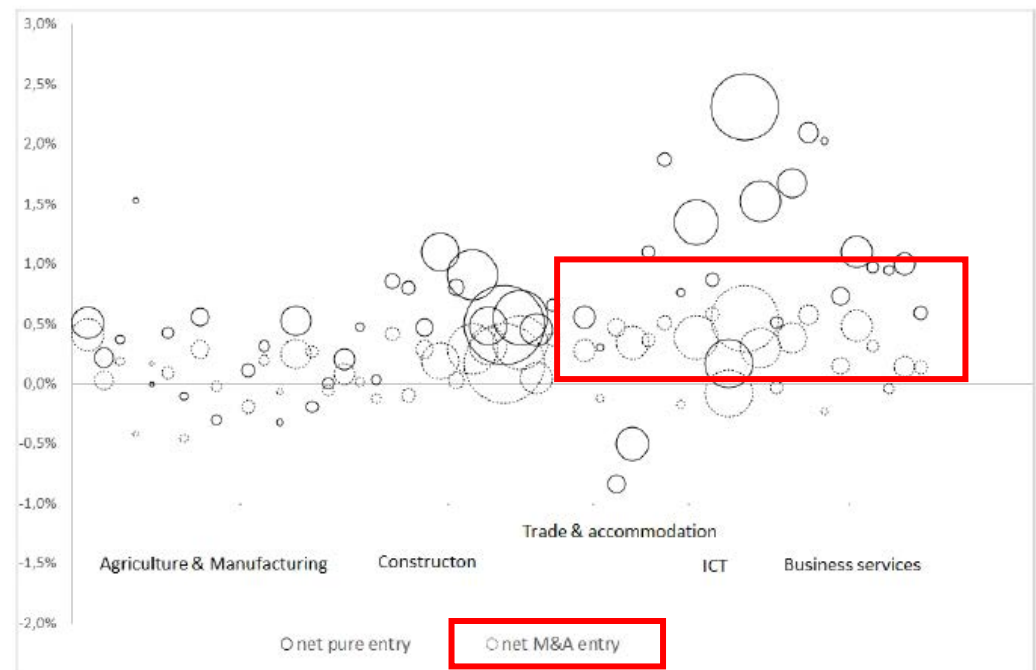 3,0%
2,5%
2,0%
1,5%
1,0%
0,5%
0,0%
-0,5%
-1,0%
Trade & accommodation
-1,5%
Agriculture & Manufacturing
Constructon
ICT
Business services
-2,0%
net pure entry
net M&A entry